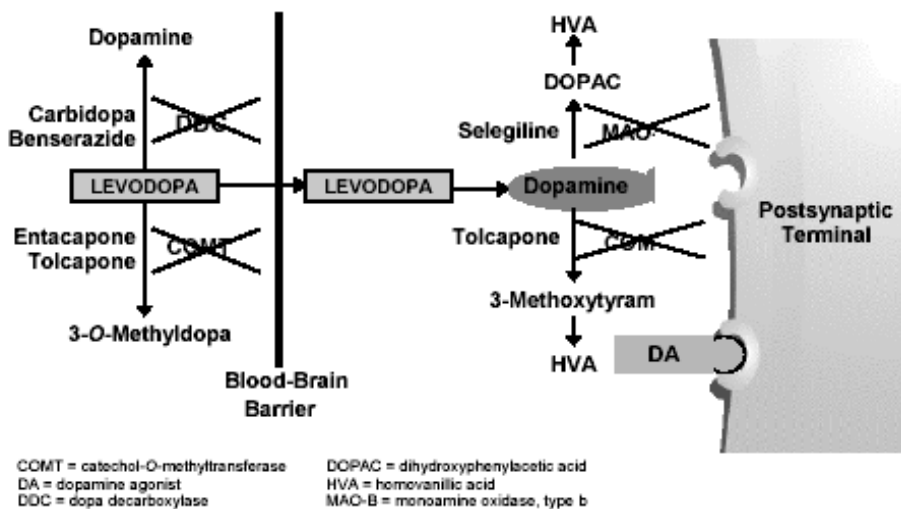 Dopamine
Carbidopa
Benserazide
DDC
LEVODOPA
Entacapone
Tolcapone
COMT
3-O-Methyldopa
Blood-Brain
Barrier
LEVODOPA
HVA
DOPAC
Selegiline
MAO
Dopamine
Tolcapone
COM
3-Methoxytyram
HVA
DA
Postsynaptic
Terminal
COMT = catechol-O-methyltransferase
DA = dopamine agonist
DDC = dopa decarboxylase
DOPAC = dihydroxyphenylacetic acid
HVA = homovanillic acid
MAO-B = monoamine oxidase, type b